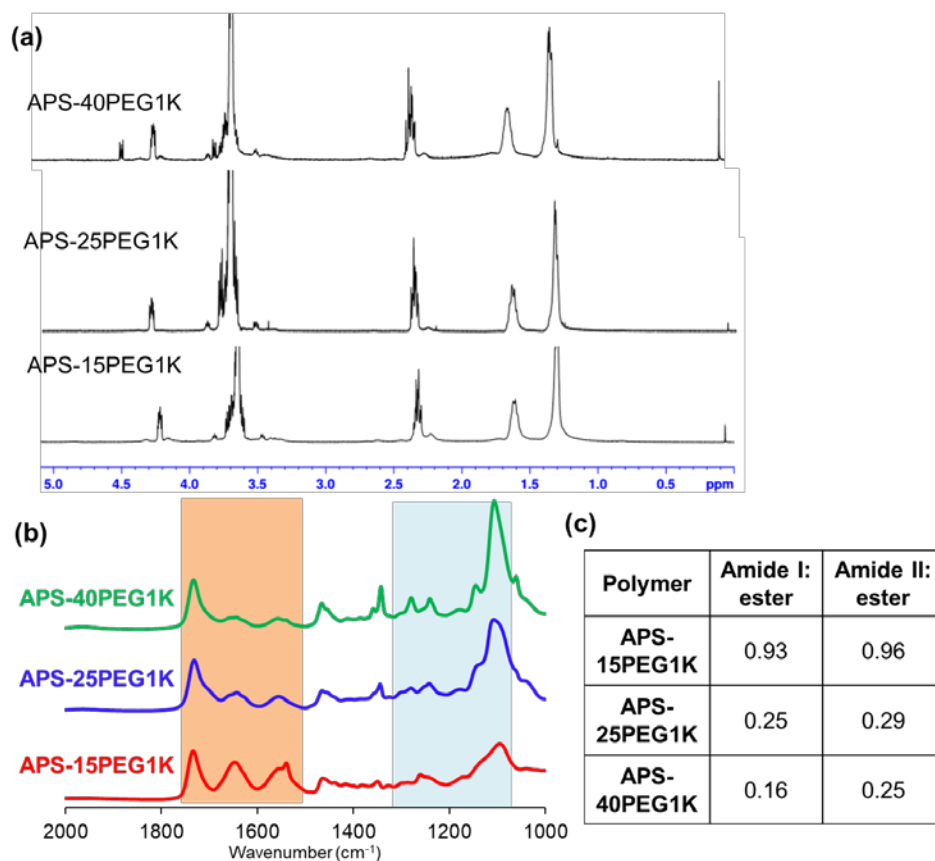 (a)
APS-40PEG1K
APS-25PEG1K
APS-15PEG1K
5.0 4.5 4.0 3.5 3.0 2.5 2.0 1.5 1.0 0.5 ppm
(b)
APS-40PEG1K
APS-25PEG1K
APS-15PEG1K
2000 1800 1600 1400 1200 1000
Wavenumber (cm⁻¹)
(c)
Polymer Amide I: ester Amide II: ester
APS-15PEG1K 0.93 0.96
APS-25PEG1K 0.25 0.29
APS-40PEG1K 0.16 0.25